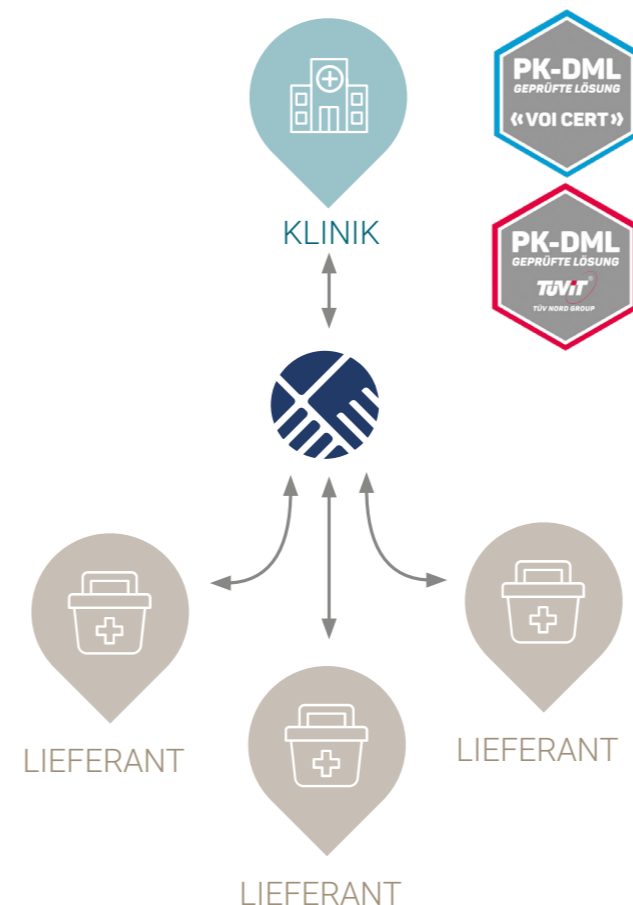 PK-DML
GEPRÜFTE LÖSUNG
«VOI CERT»
KLINIK
PK-DML
GEPRÜFTE LÖSUNG
TÜViT®
TÜV NORD GROUP
LIEFERANT
LIEFERANT
LIEFERANT